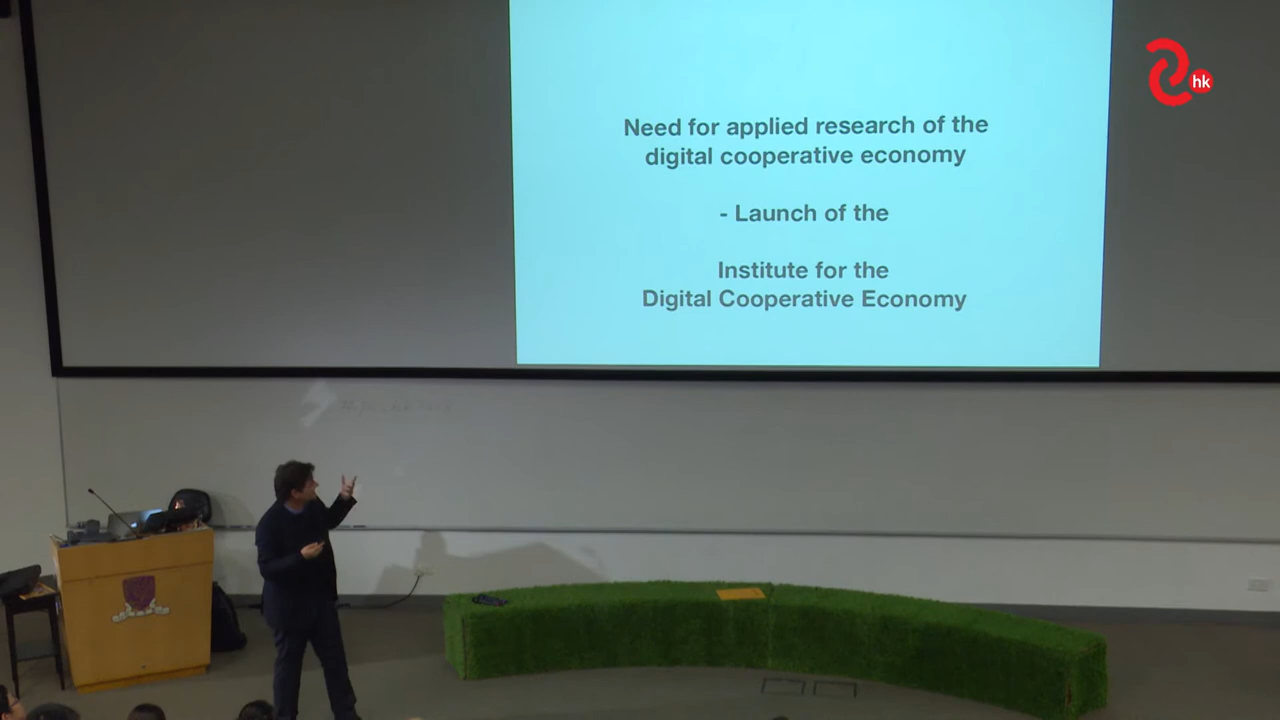 hk
Need for applied research of the
digital cooperative economy
- Launch of the
Institute for the
Digital Cooperative Economy